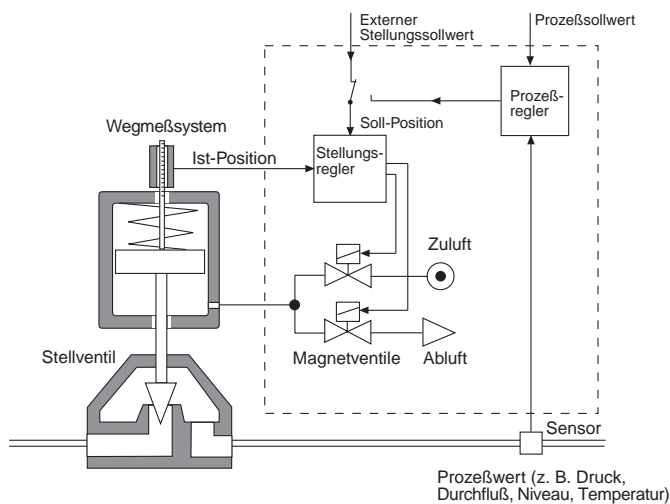 Externer
Stellungssollwert
Prozeßsollwert
Wegmeßsystem
Soll-Position
Prozeß-
regler
Ist-Position
Stellungs-
regler
Zuluft
Stellventil
Magnetventile
Abluft
Sensor
Prozeßwert (z. B. Druck,
Durchfluß, Niveau, Temperatur)